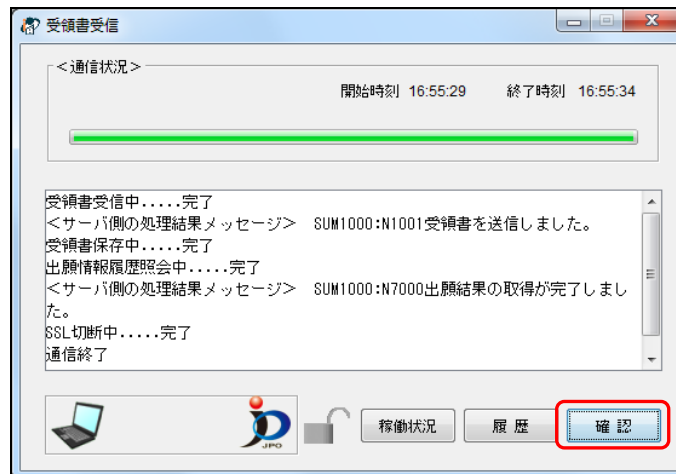 受領書受信
<通信状況>
開始時刻 16:55:29 終了時刻 16:55:34
受領書受信中.....完了
<サーバ側の処理結果メッセージ> SUM1000:N1001受領書を送信しました。
受領書保存中.....完了
出願情報履歴照会中.....完了
<サーバ側の処理結果メッセージ> SUM1000:N7000出願結果の取得が完了しまし
た。
SSL切断中.....完了
通信終了
JPO
稼働状況 履歴 確認